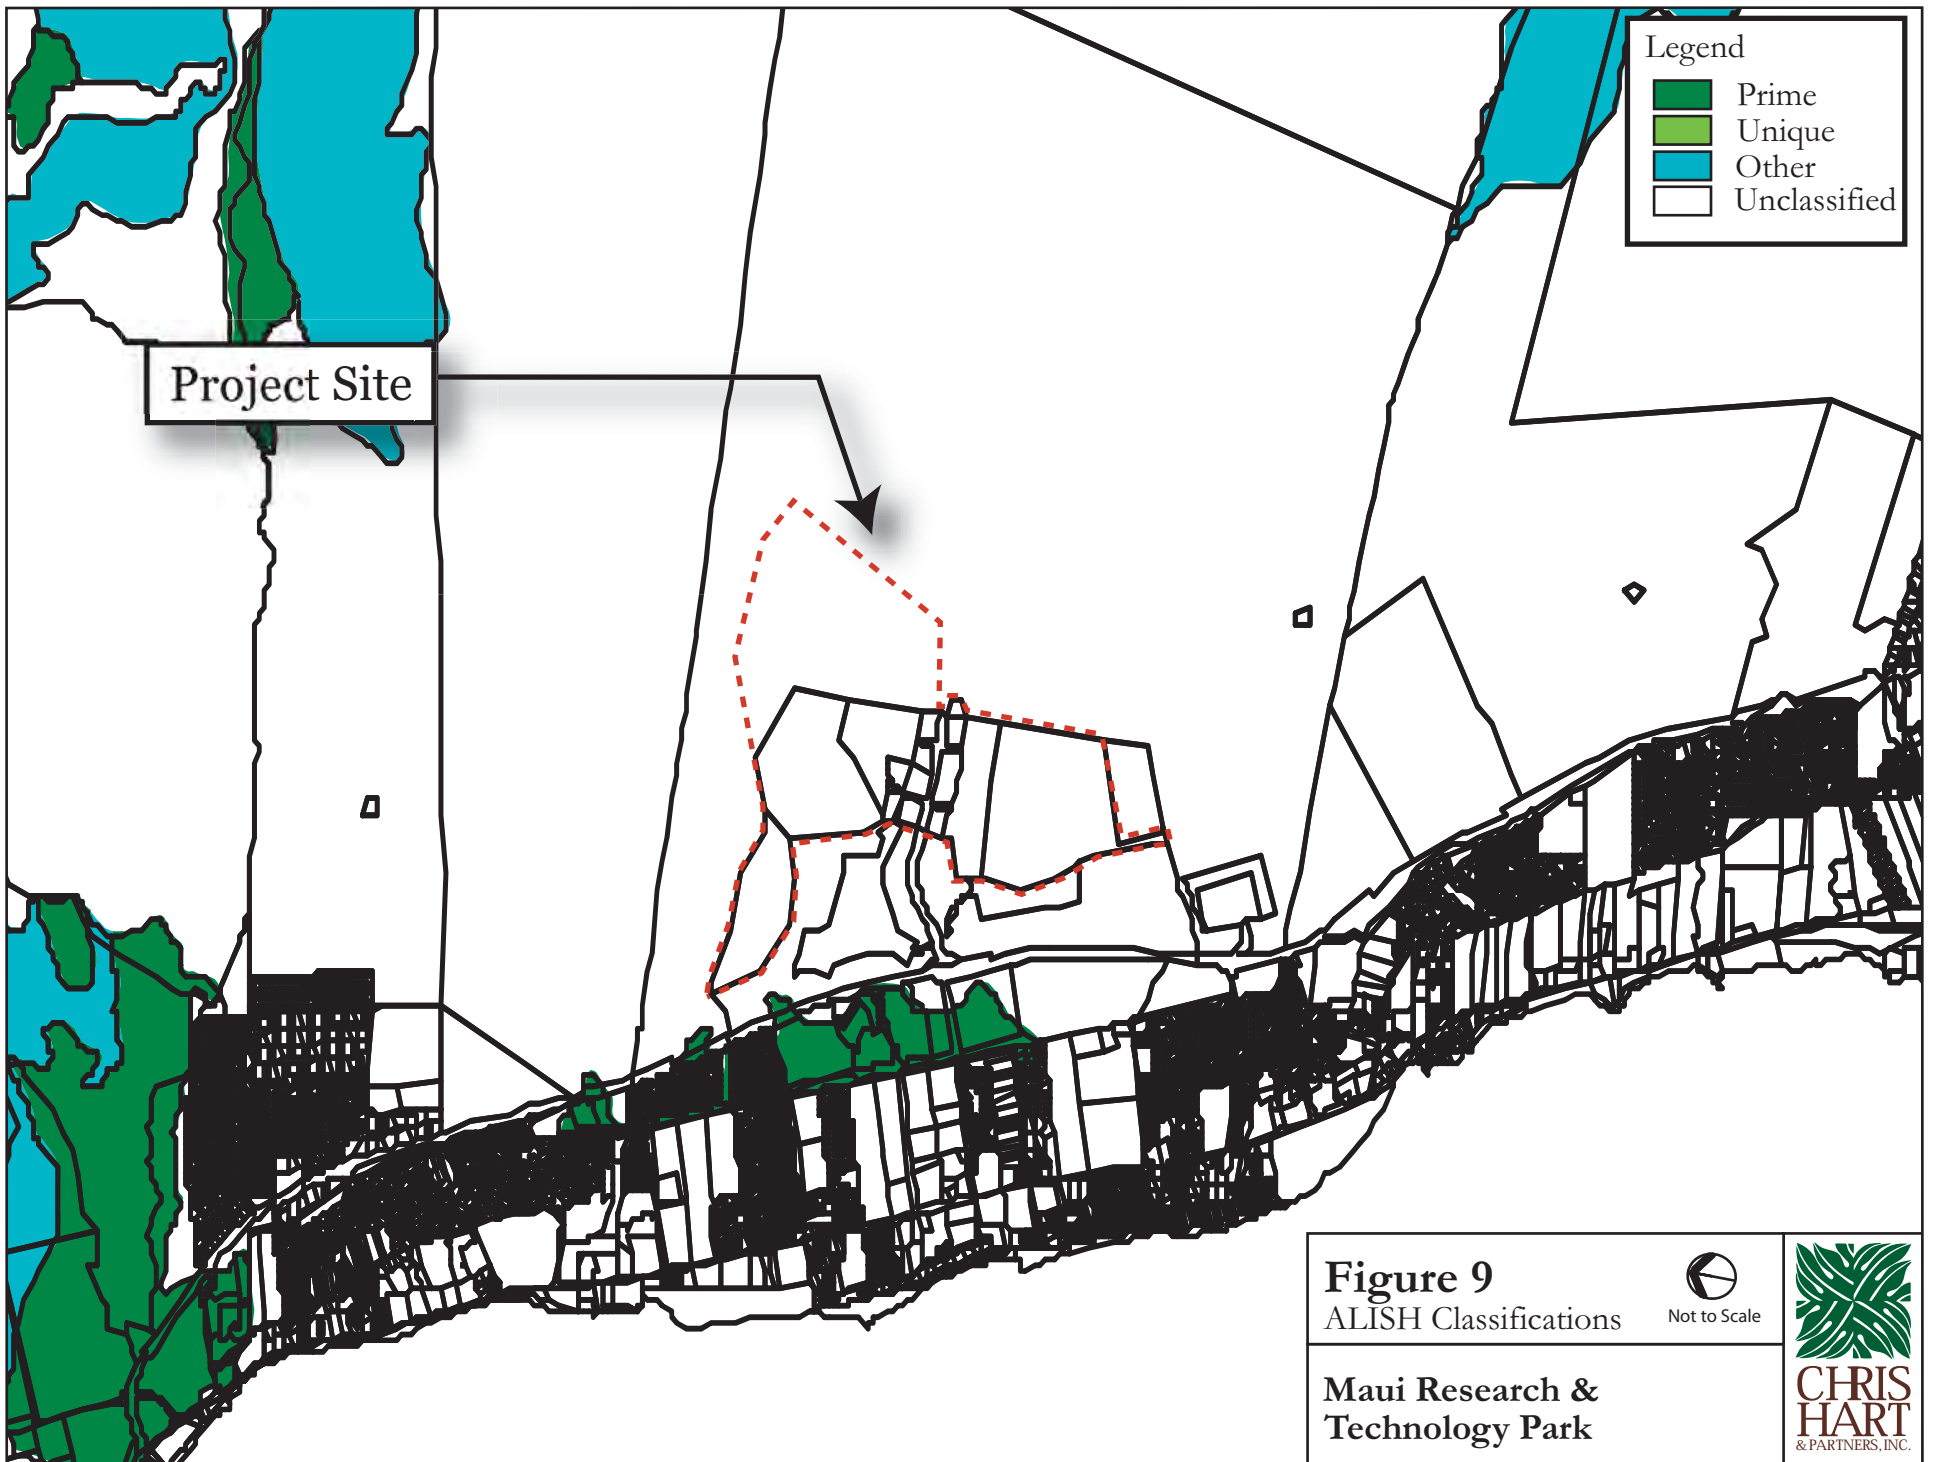 Legend
Prime
Unique
Other
Unclassified
Project Site
Figure 9
ALISH Classifications
Not to Scale
Maui Research &
Technology Park
CHRIS
HART
& PARTNERS, INC.